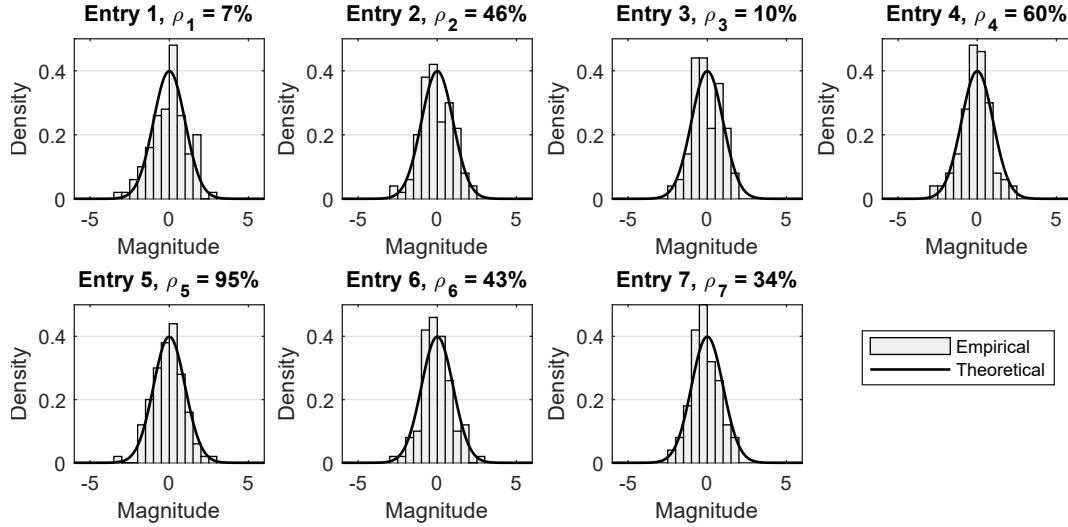 Entry 1, ρ1 = 7%
Entry 2, ρ2 = 46%
Entry 3, ρ3 = 10%
Entry 4, ρ4 = 60%
Density
0.4
0.2
0
-5
0
5
Magnitude
Density
0.4
0.2
0
-5
0
5
Magnitude
Density
0.4
0.2
0
-5
0
5
Magnitude
Density
0.4
0.2
0
-5
0
5
Magnitude
Entry 5, ρ5 = 95%
Entry 6, ρ6 = 43%
Entry 7, ρ7 = 34%
Density
0.4
0.2
0
-5
0
5
Magnitude
Density
0.4
0.2
0
-5
0
5
Magnitude
Density
0.4
0.2
0
-5
0
5
Magnitude
Empirical
Theoretical